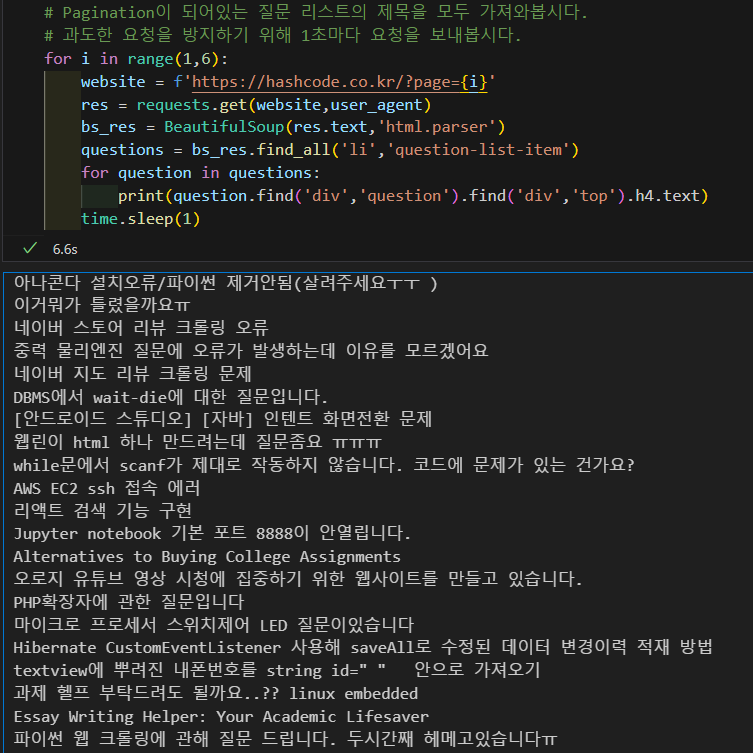 # Pagination이 되어있는 질문 리스트의 제목을 모두 가져와봅시다.
# 과도한 요청을 방지하기 위해 1초마다 요청을 보내봅시다.
for i in range(1,6):
    website = f'https://hashcode.co.kr/?page={i}'
    res = requests.get(website,user_agent)
    bs_res = BeautifulSoup(res.text,'html.parser')
    questions = bs_res.find_all('li','question-list-item')
    for question in questions:
        print(question.find('div','question').find('div','top').h4.text)
    time.sleep(1)
✓ 6.6s
아나콘다 설치오류/파이썬 제거안됨(살려주세요ㅜㅜ )
이거뭐가 틀렸을까요ㅠ
네이버 스토어 리뷰 크롤링 오류
중력 물리엔진 질문에 오류가 발생하는데 이유를 모르겠어요
네이버 지도 리뷰 크롤링 문제
DBMS에서 wait-die에 대한 질문입니다.
[안드로이드 스튜디오] [자바] 인텐트 화면전환 문제
웹린이 html 하나 만드려는데 질문좀요 ㅠㅠㅠ
while문에서 scanf가 제대로 작동하지 않습니다. 코드에 문제가 있는 건가요?
AWS EC2 ssh 접속 에러
리액트 검색 기능 구현
Jupyter notebook 기본 포트 8888이 안열립니다.
Alternatives to Buying College Assignments
오로지 유튜브 영상 시청에 집중하기 위한 웹사이트를 만들고 있습니다.
PHP확장자에 관한 질문입니다
마이크로 프로세서 스위치제어 LED 질문이있습니다
Hibernate CustomEventListener 사용해 saveAll로 수정된 데이터 변경이력 적재 방법
textview에 뿌려진 내폰번호를 string id=" "   안으로 가져오기
과제 헬프 부탁드려도 될까요..?? linux embedded
Essay Writing Helper: Your Academic Lifesaver
파이썬 웹 크롤링에 관해 질문 드립니다. 두시간째 헤메고있습니다ㅠ